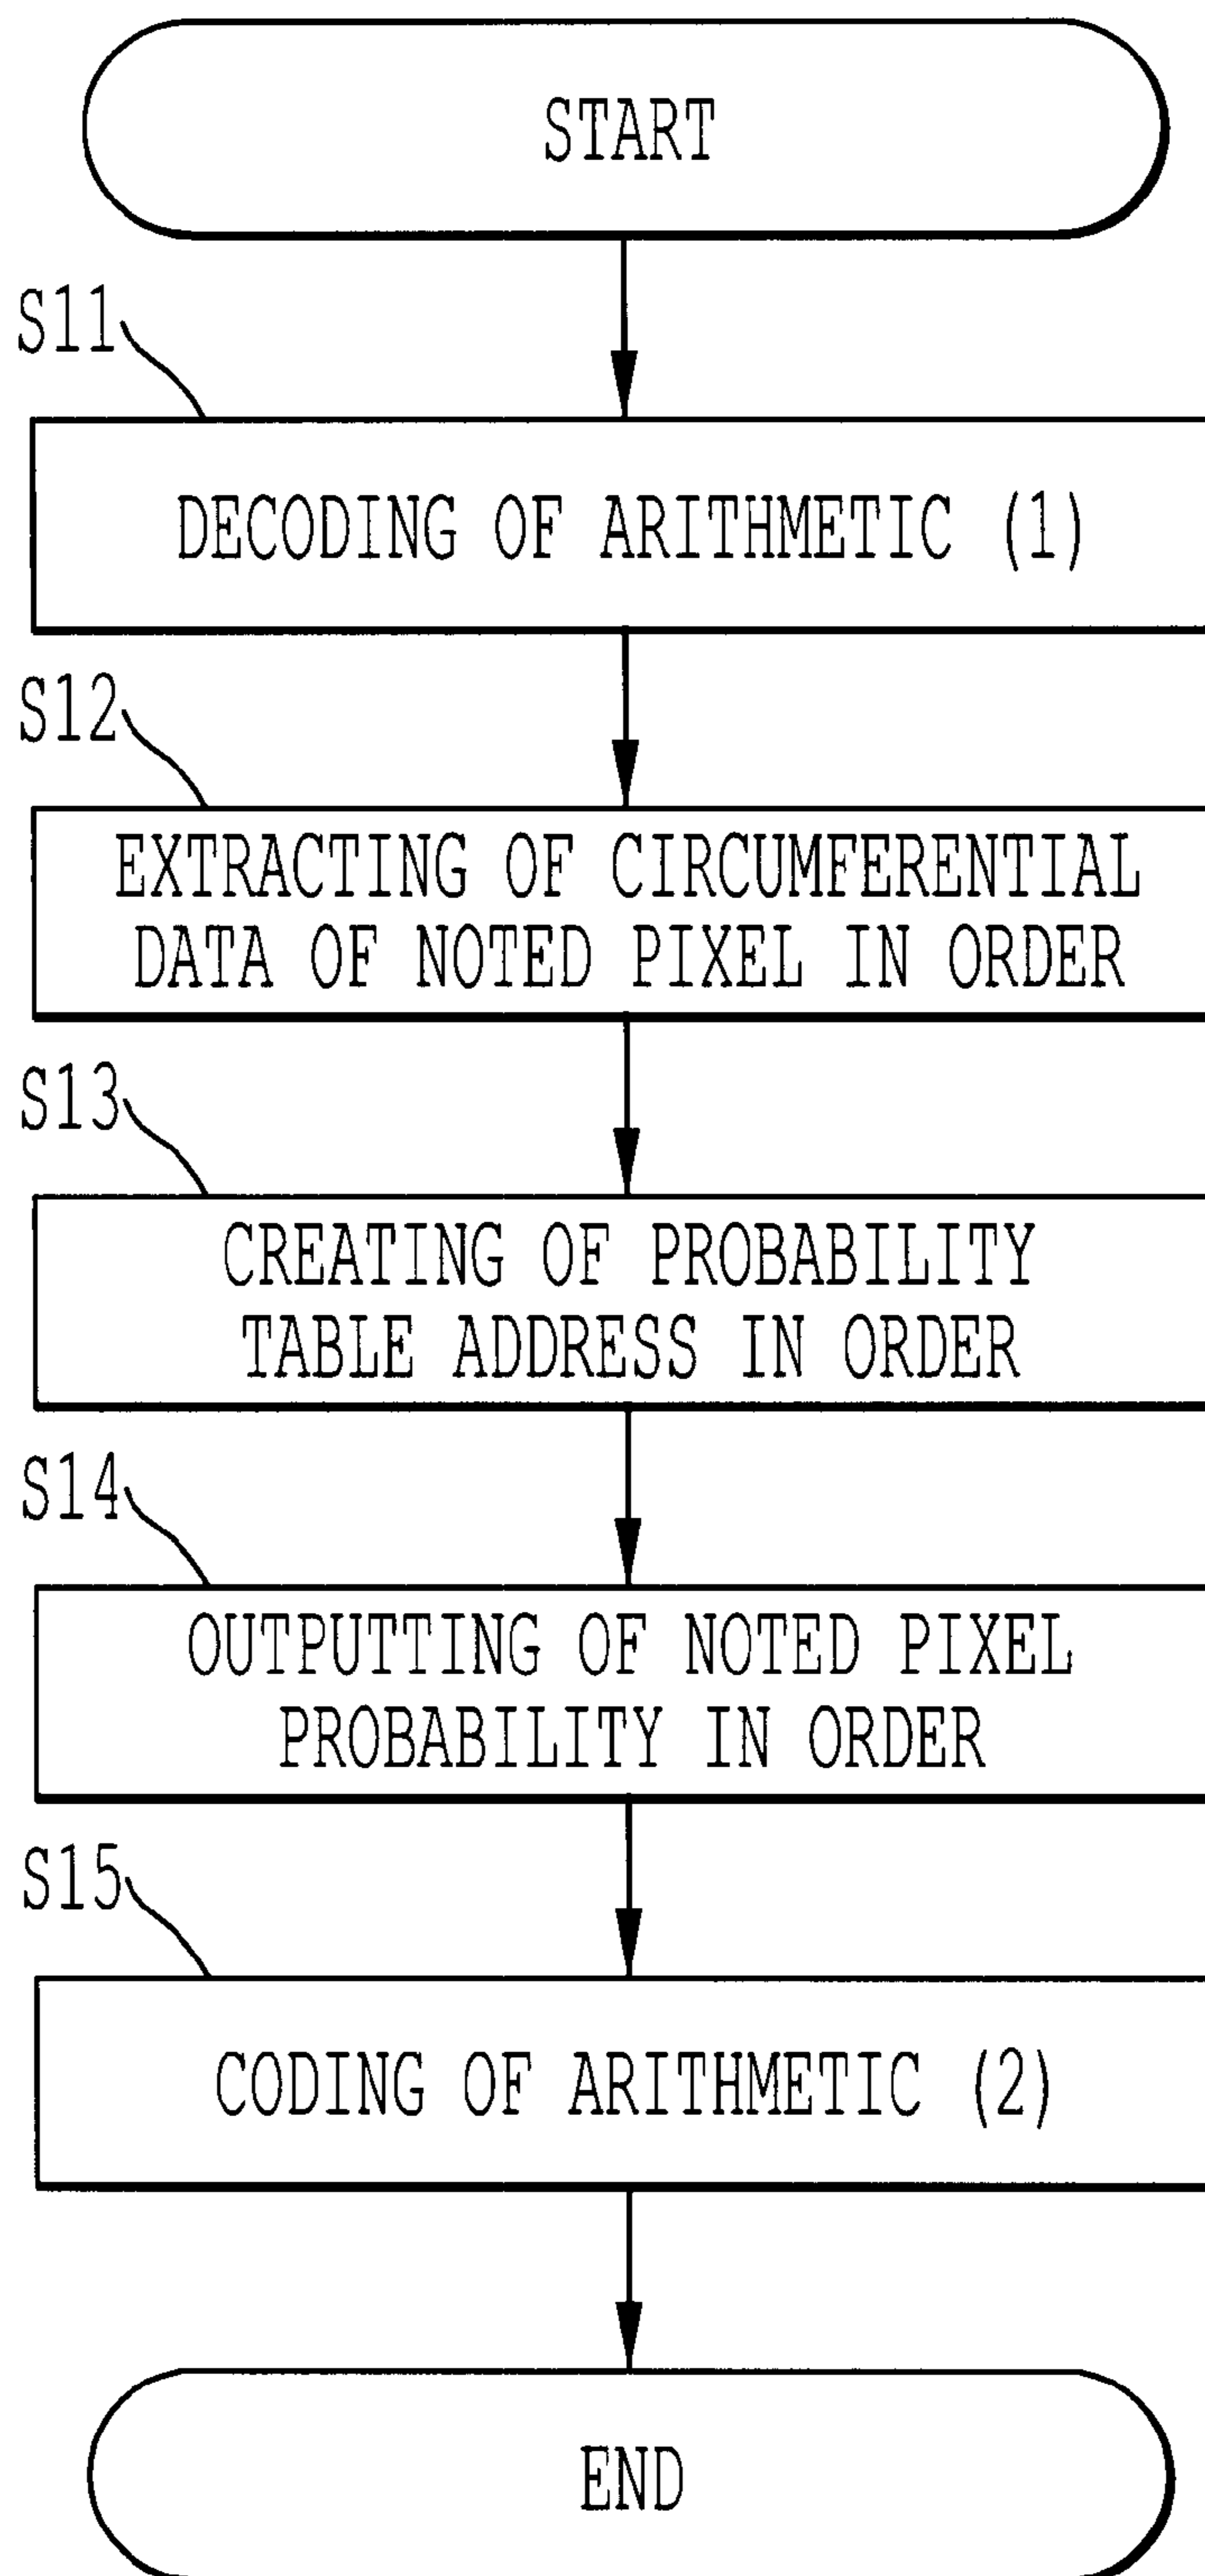 START
S11
DECODING OF ARITHMETIC (1)
S12
EXTRACTING OF CIRCUMFERENTIAL
DATA OF NOTED PIXEL IN ORDER
S13
CREATING OF PROBABILITY
TABLE ADDRESS IN ORDER
S14
OUTPUTTING OF NOTED PIXEL
PROBABILITY IN ORDER
S15
CODING OF ARITHMETIC (2)
END